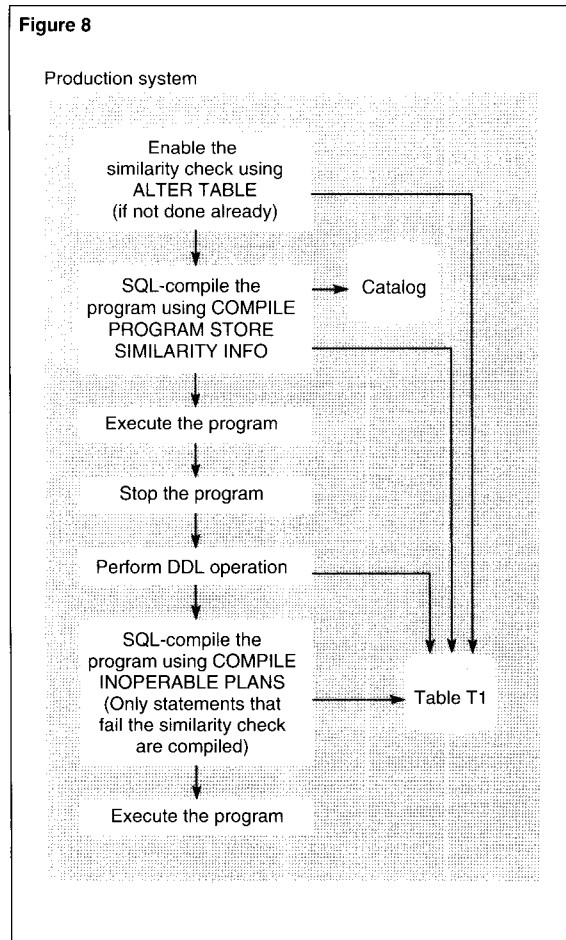 Figure 8
Production system
Enable the
similarity check using
ALTER TABLE
(if not done already)
SQL-compile the
program using COMPILE
PROGRAM STORE
SIMILARITY INFO
Catalog
Execute the program
Stop the program
Perform DDL operation
SQL-compile the
program using COMPILE
INOPERABLE PLANS
(Only statements that
fail the similarity check
are compiled)
Table T1
Execute the program